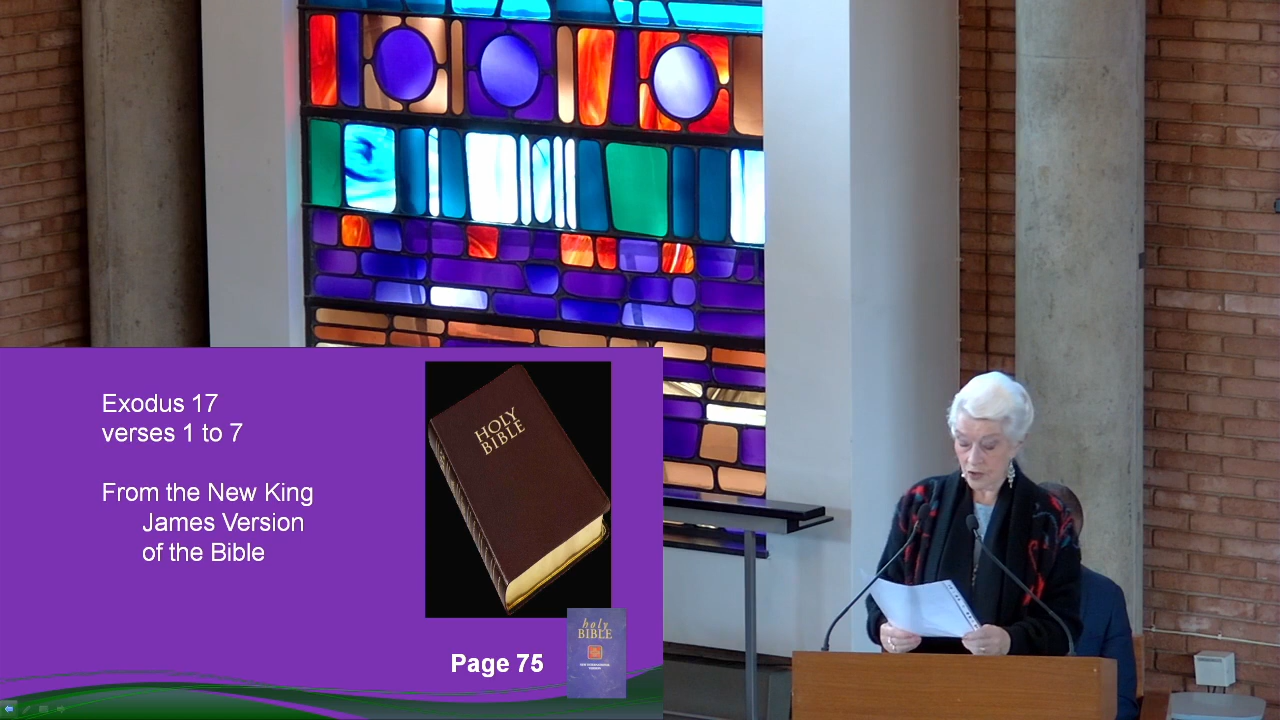 Exodus 17
verses 1 to 7
From the New King
James Version
of the Bible
HOLY
BIBLE
Page 75
holy
BIBLE